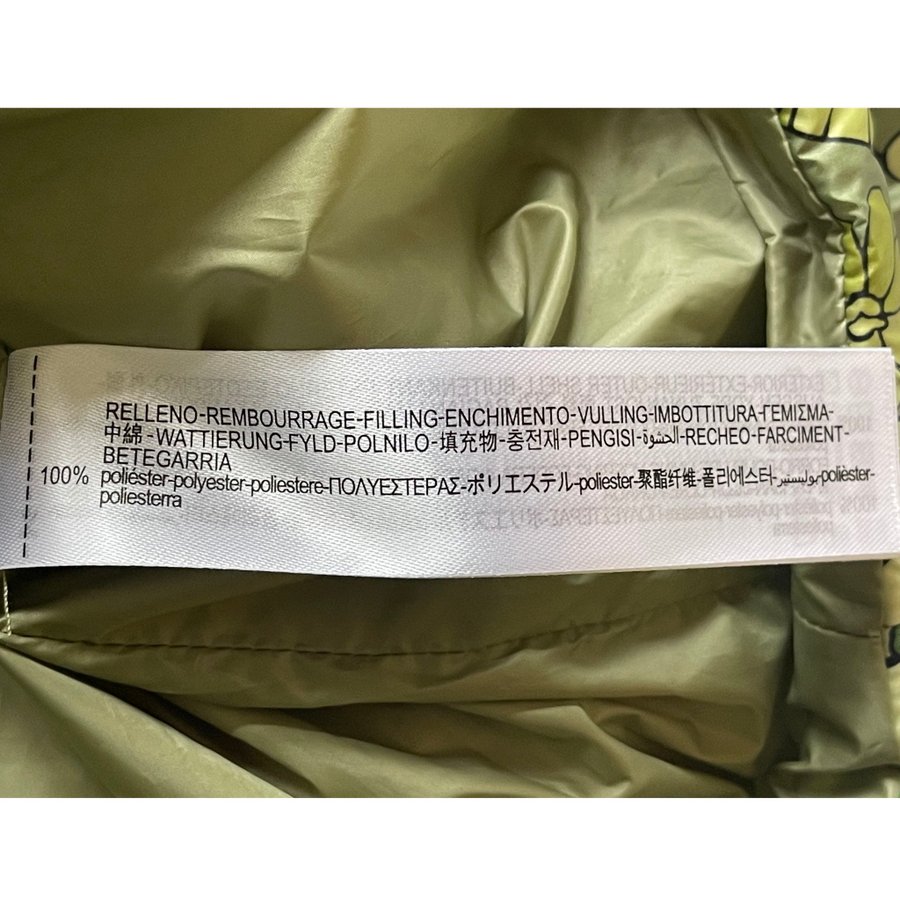 RELLENO-REMBOURRAGE-FILLING-ENCHIMENTO-VULLING-IMBOTTITURA-ΓΕΜΙΣΜΑ-
中綿-WATTIERUNG-FYLD-POLNILO-填充物-충전재-PENGISI-الحشوة-RECHEO-FARCIMENT-
BETEGARRIA
100% poliéster-polyester-poliestere-ΠΟΛΥΕΣΤΕΡΑΣ-ポリエステル-poliester-聚酯纤维-폴리에스터-بوليستير-polièster-
poliesterra